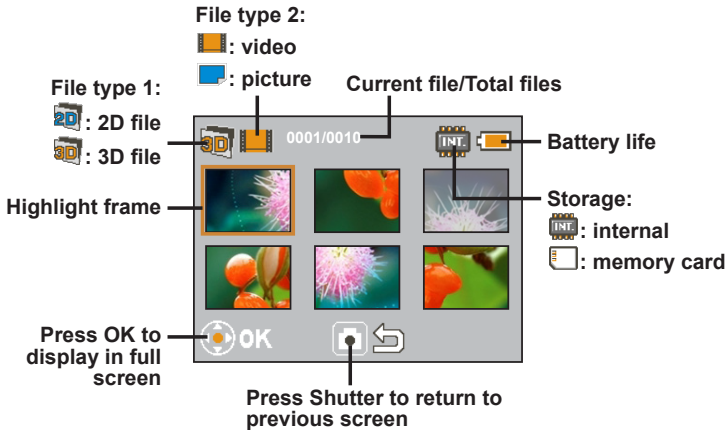 File type 2:
: video
: picture
File type 1:
2D : 2D file
3D : 3D file
Current file/Total files
3D
0001/0010
INT.
Battery life
Highlight frame
Storage:
INT. : internal
: memory card
OK
Press OK to
display in full
screen
Press Shutter to return to
previous screen